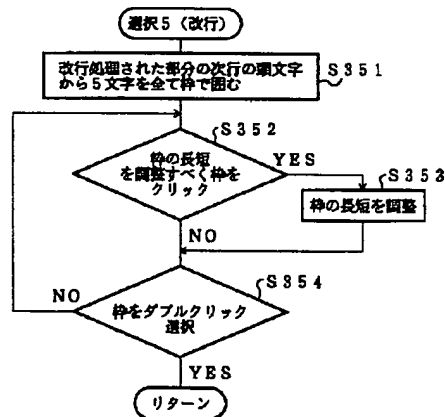 選択5(改行)
改行処理された部分の次行の頭文字
から5文字を全て枠で囲む
S351
S352
枠の長短
を調整すべく枠を
クリック
YES
S353
枠の長短を調整
NO
S354
NO
枠をダブルクリック
選択
YES
リターン